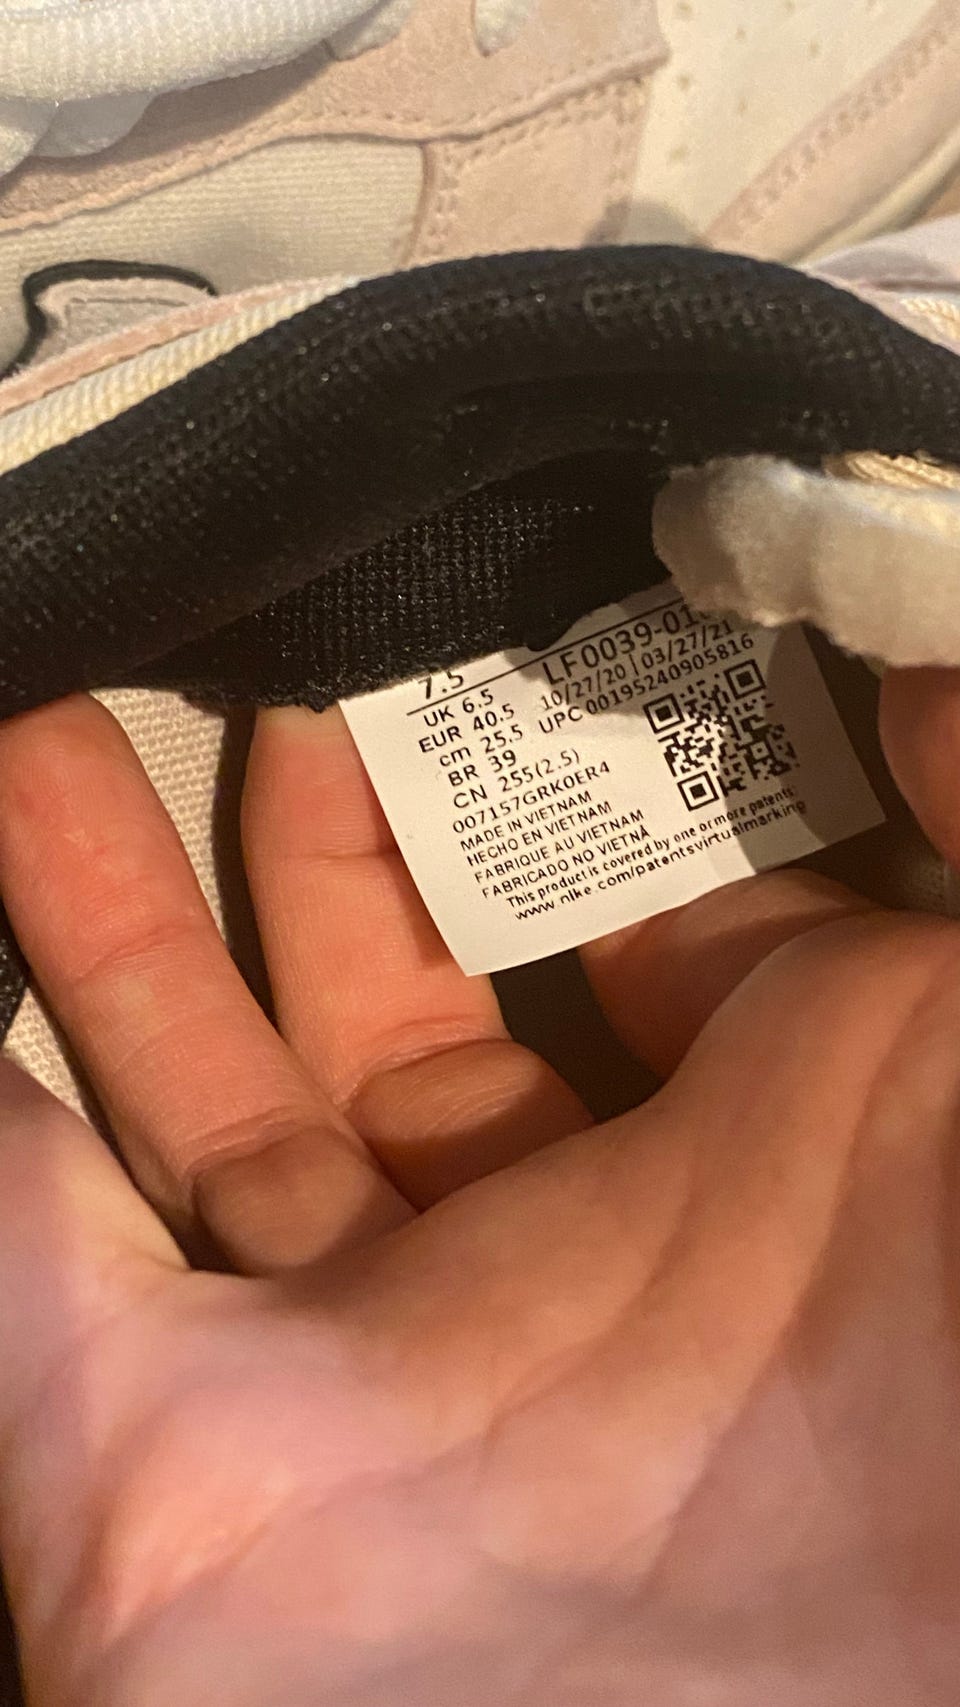 7.5
UK 6.5
EUR 40.5
cm 25.5
BR 39
CN 255(2.5)
LF0039-01
10/27/20 | 03/27/21
UPC 00195240905816
007157GRK0ER4
MADE IN VIETNAM
HECHO EN VIETNAM
FABRIQUE AU VIETNAM
FABRICADO NO VIETNÃ
This product is covered by one or more patents:
www.nike.com/patentsvirtualmarking